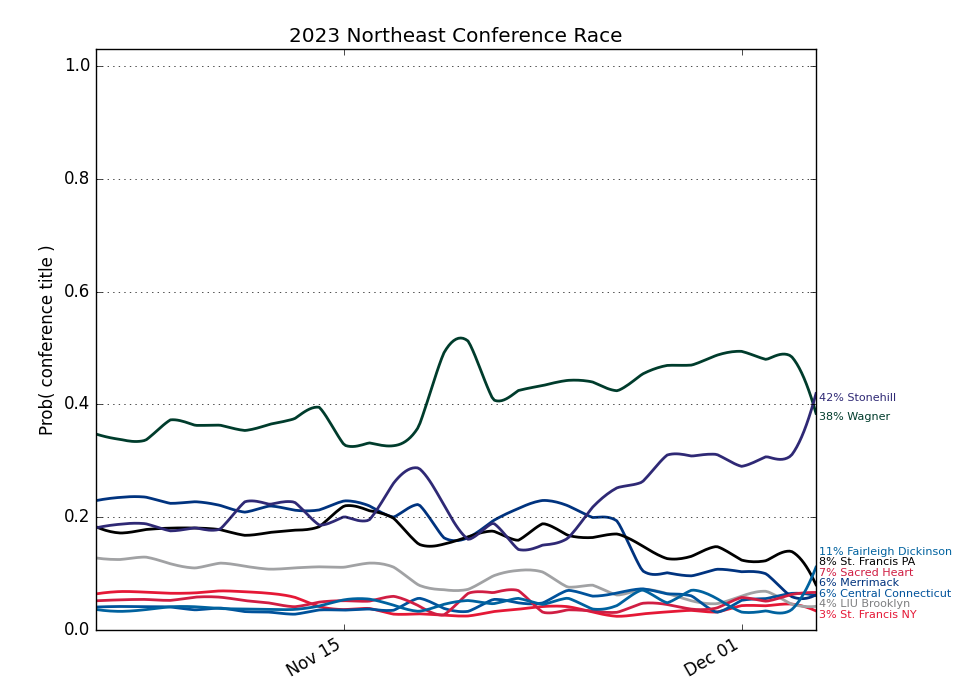 2023 Northeast Conference Race
Prob( conference title )
1.0
0.8
0.6
0.4
0.2
0.0
Nov 15
Dec 01
42% Stonehill
38% Wagner
11% Fairleigh Dickinson
8% St. Francis PA
7% Sacred Heart
6% Merrimack
6% Central Connecticut
4% LIU Brooklyn
3% St. Francis NY